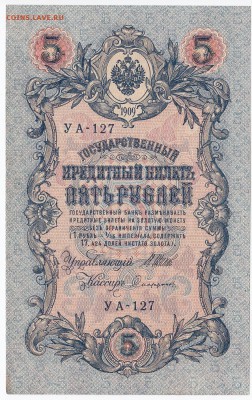 COINS.LAVE.RU
5 5
1909
УА-127
ГОСУДАРСТВЕННЫЙ
КРЕДИТНЫЙ БИЛЕТЪ
ПЯТЬ РУБЛЕЙ
ГОСУДАРСТВЕННЫЙ БАНКЪ РАЗМѢНИВАЕТЪ
КРЕДИТНЫЕ БИЛЕТЫ НА ЗОЛОТУЮ МОНЕТУ
БЕЗЪ ОГРАНИЧЕНІЯ СУММЫ
(1 РУБЛЬ = 1/15 ИМПЕРІАЛА, СОДЕРЖИТЪ
17,424 ДОЛЕЙ ЧИСТАГО ЗОЛОТА).
Управляющій
Кассиръ
УА-127
5